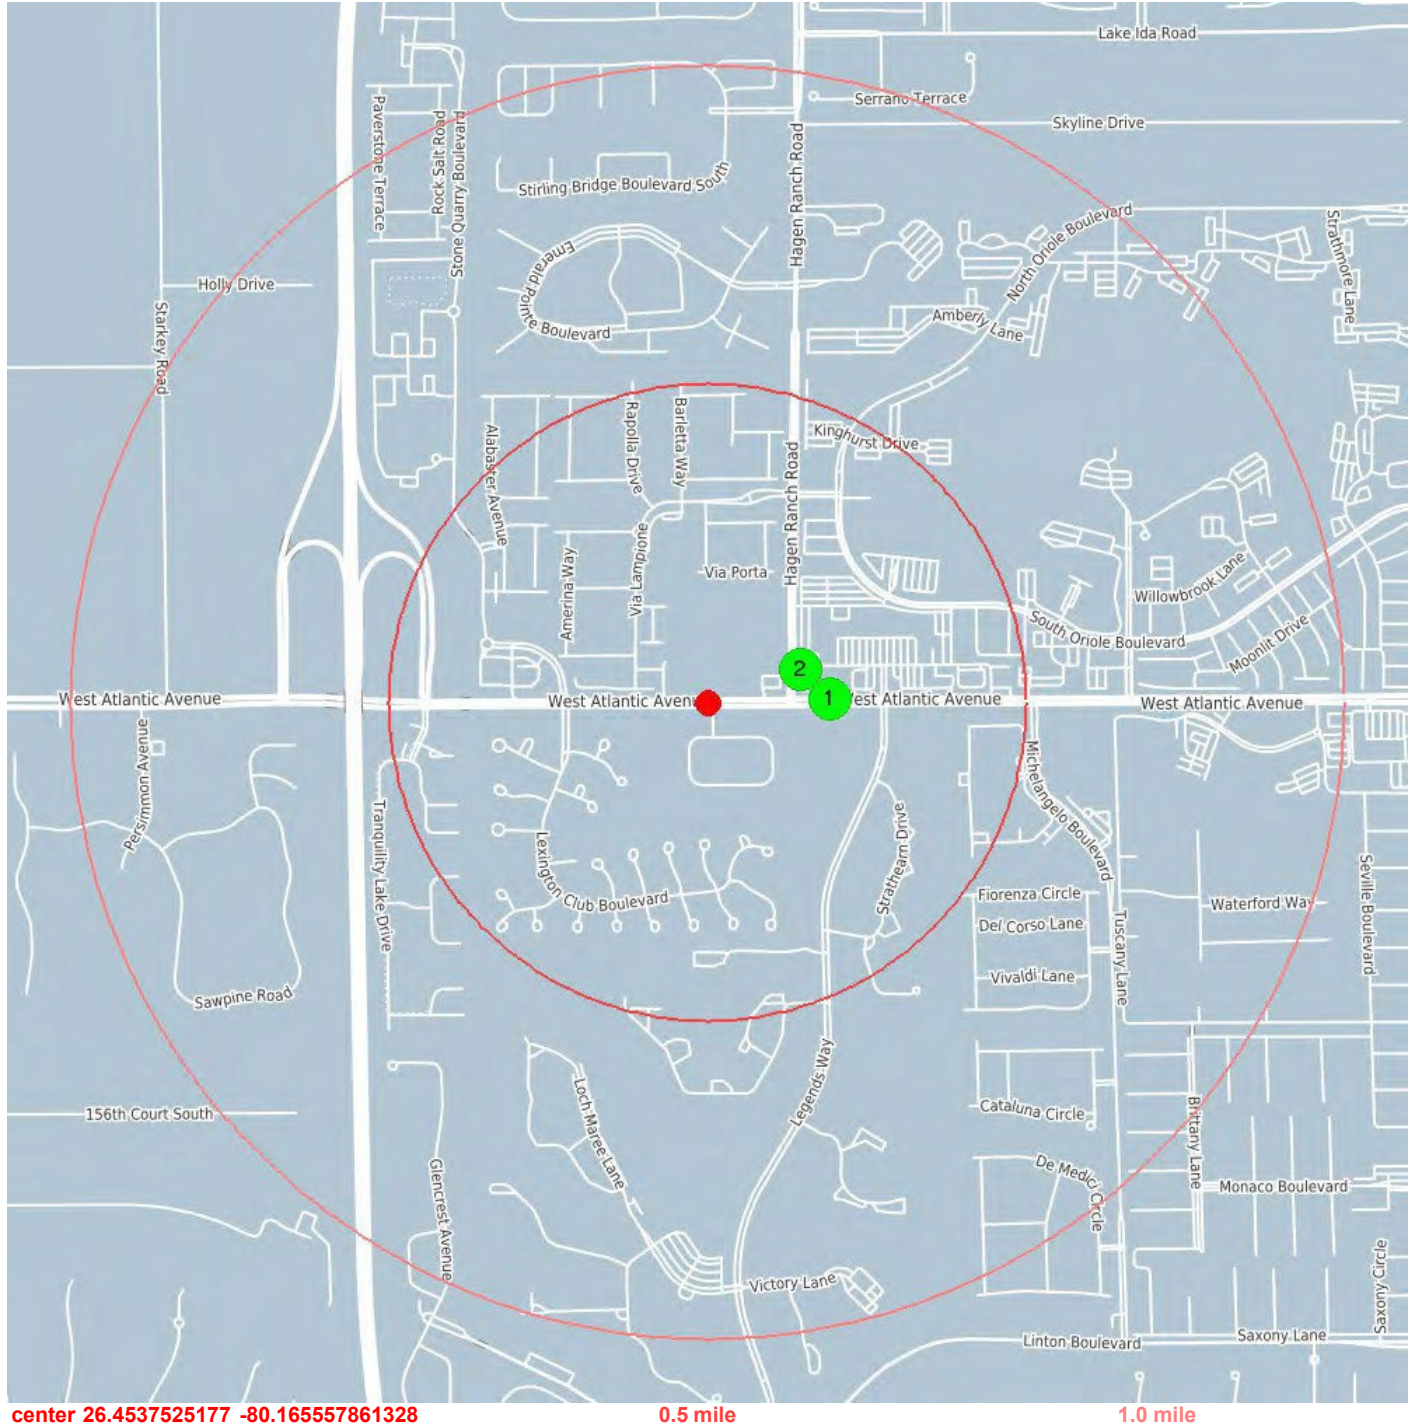 Lake Ida Road
Serrano Terrace
Skyline Drive
Paverstone Terrace
Rock Salt Road
Stone Quarry Boulevard
Hagen Ranch Road
Stirling Bridge Boulevard South
North Oriole Boulevard
Strathmore Lane
Emerald Pointe Boulevard
Holly Drive
Starkey Road
Amberly Lane
Alabaster Avenue
Rapolla Drive
Barletta Way
Kinghurst Drive
Hagen Ranch Road
Via Lampione
Amerina Way
Via Porta
Willowbrook Lane
South Oriole Boulevard
Moonlit Drive
2
1
West Atlantic Avenue
West Atlantic Avenu
est Atlantic Avenue
West Atlantic Avenue
Persimmon Avenue
Tranquility Lake Drive
Michelangelo Boulevard
Lexington Club Boulevard
Strathearn Drive
Seville Boulevard
Fiorenza Circle
Waterford Way
Del Corso Lane
Tuscany Lane
Vivaldi Lane
Sawpine Road
Legends Way
Loch Maree Lane
156th Court South
Cataluna Circle
Brittany Lane
De Medici Circle
Monaco Boulevard
Glencrest Avenue
Saxony Circle
Victory Lane
Linton Boulevard
Saxony Lane
center 26.4537525177 -80.165557861328
0.5 mile
1.0 mile